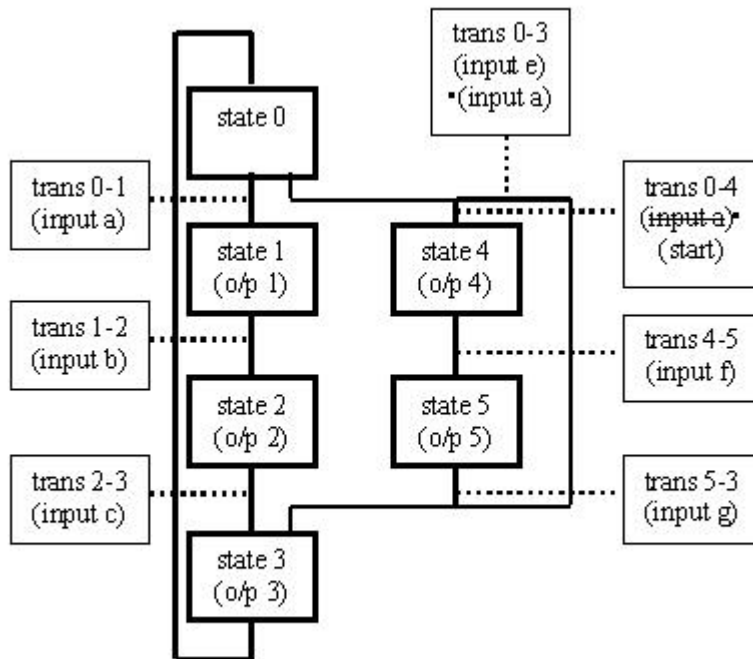 trans 0-3
(input e)
▪(input a)
state 0
trans 0-1
(input a)
trans 0-4
(input a)▪
(start)
state 1
(o/p 1)
state 4
(o/p 4)
trans 1-2
(input b)
trans 4-5
(input f)
state 2
(o/p 2)
state 5
(o/p 5)
trans 2-3
(input c)
trans 5-3
(input g)
state 3
(o/p 3)